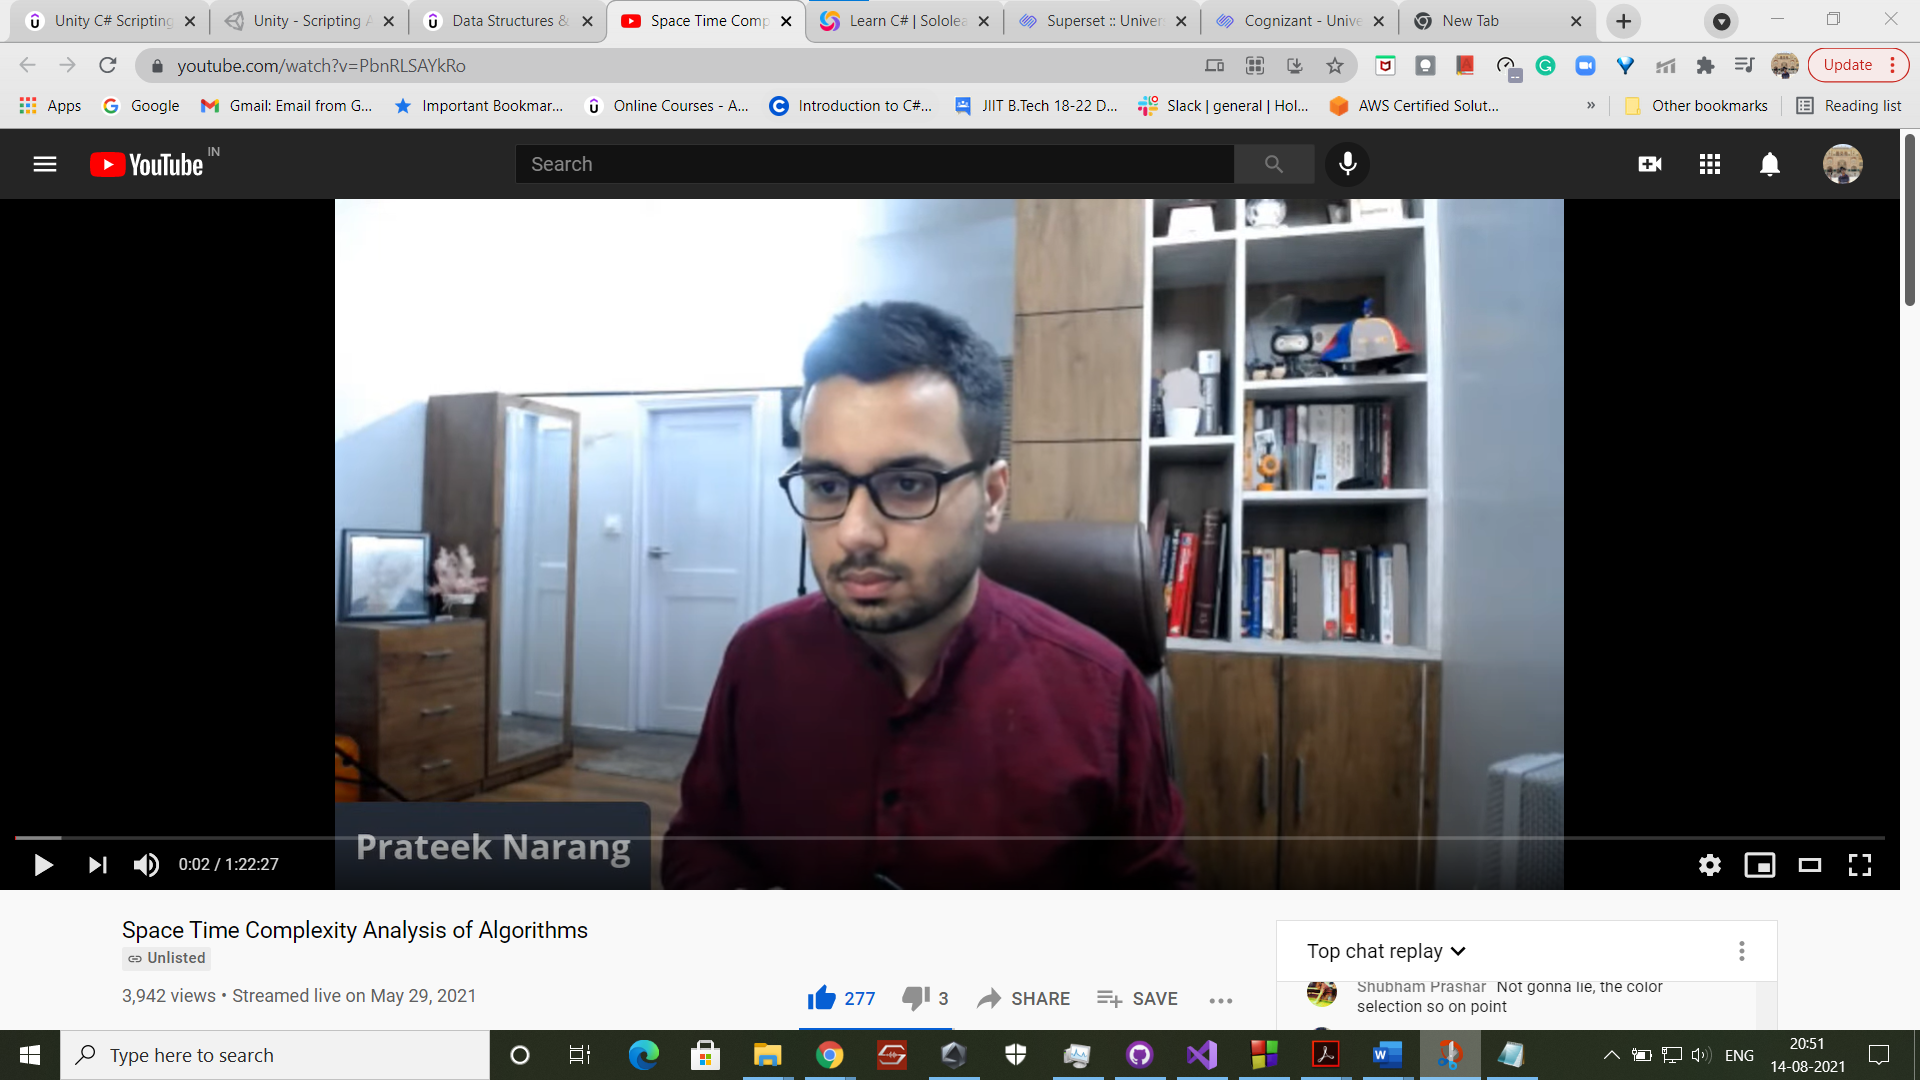 Unity C# Scripting
Unity - Scripting A
Data Structures &
Space Time Comp
Learn C# | Sololea
Superset :: Univer
Cognizant - Unive
New Tab
youtube.com/watch?v=PbnRLSAYkRo
Update
Apps
Google
Gmail: Email from G...
Important Bookmar...
Online Courses - A...
Introduction to C#...
JIIT B.Tech 18-22 D...
Slack | general | Hol...
AWS Certified Solut...
»
Other bookmarks
Reading list
YouTube IN
Search
Prateek Narang
0:02 / 1:22:27
Space Time Complexity Analysis of Algorithms
Unlisted
3,942 views • Streamed live on May 29, 2021
277
3
SHARE
SAVE
Top chat replay
Shubham Prashar Not gonna lie, the color
selection so on point
Type here to search
ENG
20:51
14-08-2021